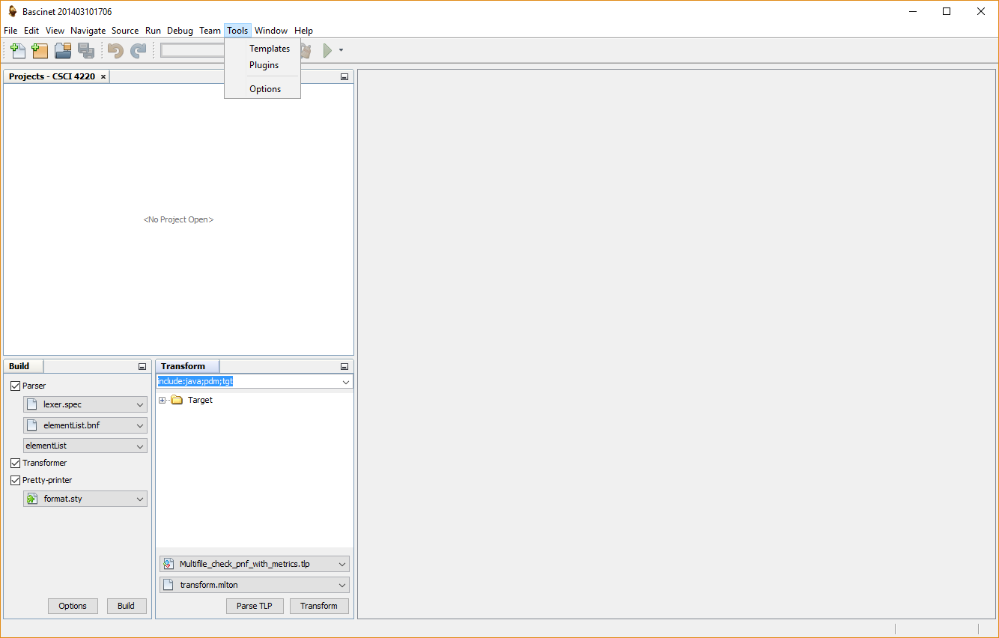 Bascinet 201403101706
File Edit View Navigate Source Run Debug Team Tools Window Help
Templates
Plugins
Options
Projects - CSCI 4220 ×
<No Project Open>
Build
Parser
lexer.spec
elementList.bnf
elementList
Transformer
Pretty-printer
format.sty
Options Build
Transform
include:java;pdm;tgt
Target
Multifile_check_pnf_with_metrics.tlp
transform.mlton
Parse TLP Transform